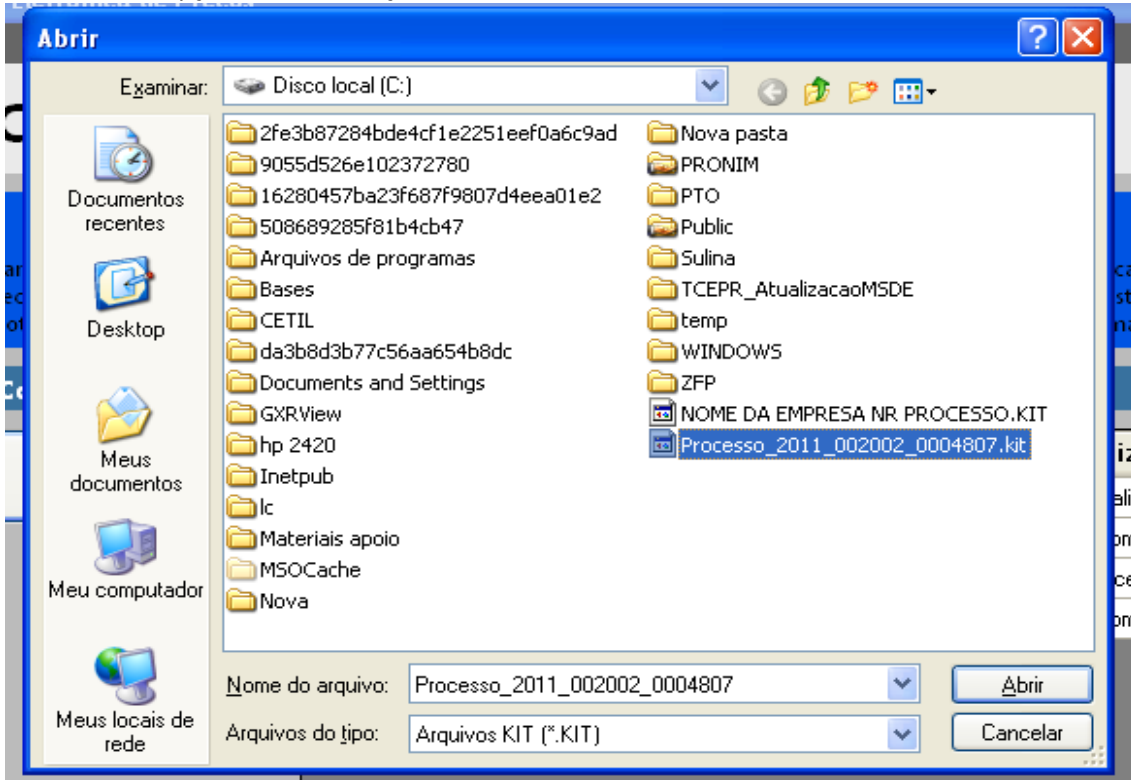 Abrir
Examinar:
Disco local (C:)
Documentos
recentes
Desktop
Meus
documentos
Meu computador
Meus locais de
rede
2fe3b87284bde4cf1e2251eef0a6c9ad
9055d526e102372780
16280457ba23f687f9807d4eea01e2
508689285f81b4cb47
Arquivos de programas
Bases
CETIL
da3b8d3b77c56aa654b8dc
Documents and Settings
GXRView
hp 2420
Inetpub
lc
Materiais apoio
MSOCache
Nova
Nova pasta
PRONIM
PTO
Public
Sulina
TCEPR_AtualizacaoMSDE
temp
WINDOWS
ZFP
NOME DA EMPRESA NR PROCESSO.KIT
Processo_2011_002002_0004807.kit
Nome do arquivo:
Processo_2011_002002_0004807
Abrir
Arquivos do tipo:
Arquivos KIT (*.KIT)
Cancelar